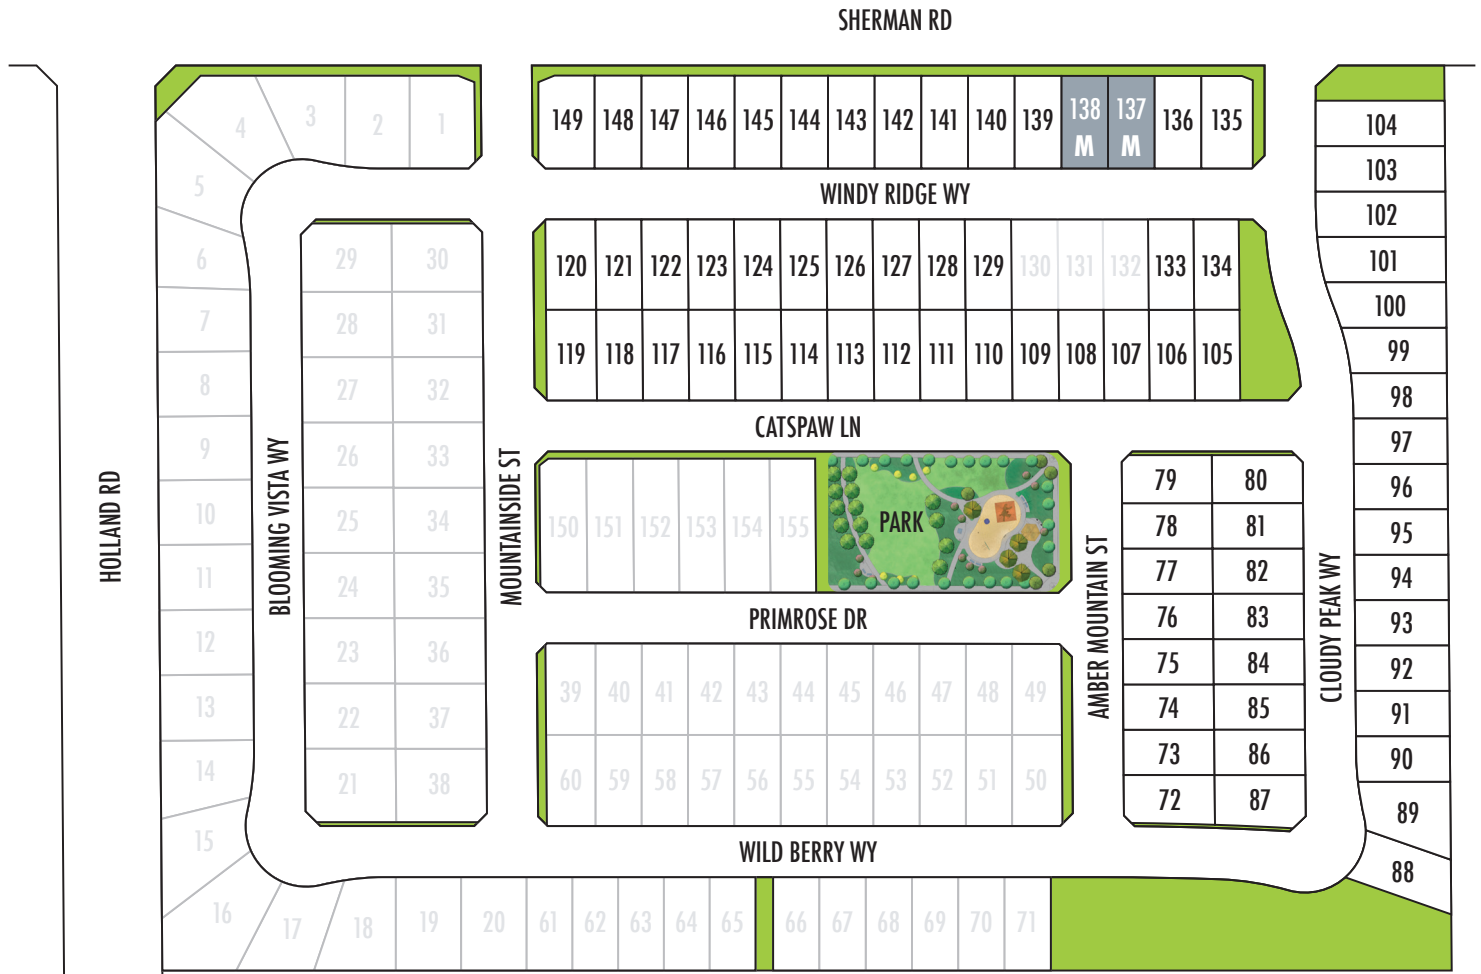 SHERMAN RD
149 148 147 146 145 144 143 142 141 140 139 138 137 136 135
M M
WINDY RIDGE WY
120 121 122 123 124 125 126 127 128 129 130 131 132 133 134
119 118 117 116 115 114 113 112 111 110 109 108 107 106 105
CATSPAW LN
150 151 152 153 154 155
PARK
PRIMROSE DR
39 40 41 42 43 44 45 46 47 48 49
60 59 58 57 56 55 54 53 52 51 50
WILD BERRY WY
16 17 18 19 20 61 62 63 64 65 66 67 68 69 70 71
HOLLAND RD
4 3 2 1
5
6
7
8
9
10
11
12
13
14
15
BLOOMING VISTA WY
29 30
28 31
27 32
26 33
25 34
24 35
23 36
22 37
21 38
MOUNTAINSIDE ST
AMBER MOUNTAIN ST
79 80
78 81
77 82
76 83
75 84
74 85
73 86
72 87
CLOUDY PEAK WY
104
103
102
101
100
99
98
97
96
95
94
93
92
91
90
89
88